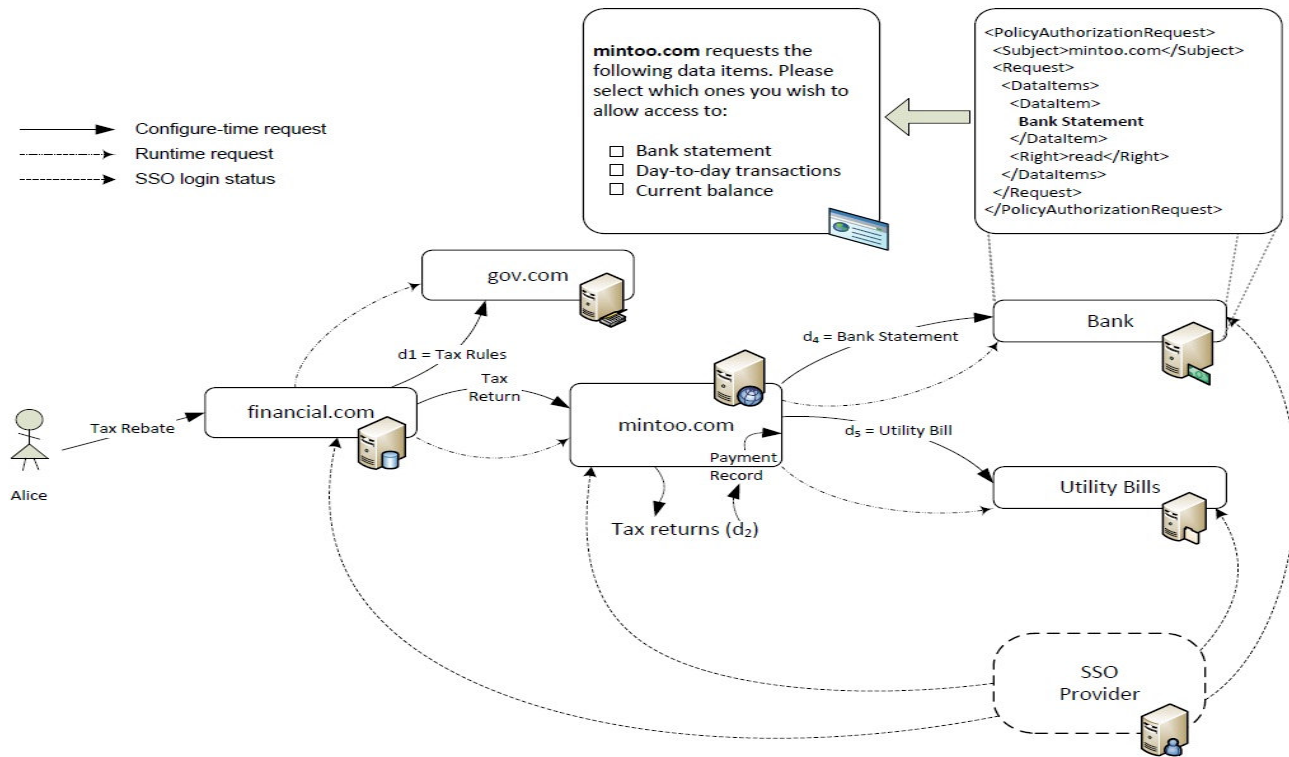 mintoo.com requests the
following data items. Please
select which ones you wish to
allow access to:
Bank statement
Day-to-day transactions
Current balance
<PolicyAuthorizationRequest>
<Subject>mintoo.com</Subject>
<Request>
<DataItems>
<DataItem>
Bank Statement
</DataItem>
<Right>read</Right>
</DataItems>
</Request>
</PolicyAuthorizationRequest>
Configure-time request
Runtime request
SSO login status
gov.com
d1 = Tax Rules
Bank
d₄ = Bank Statement
Tax
Return
financial.com
mintoo.com
Tax Rebate
Alice
d₅ = Utility Bill
Payment
Record
Utility Bills
Tax returns (d₂)
SSO
Provider